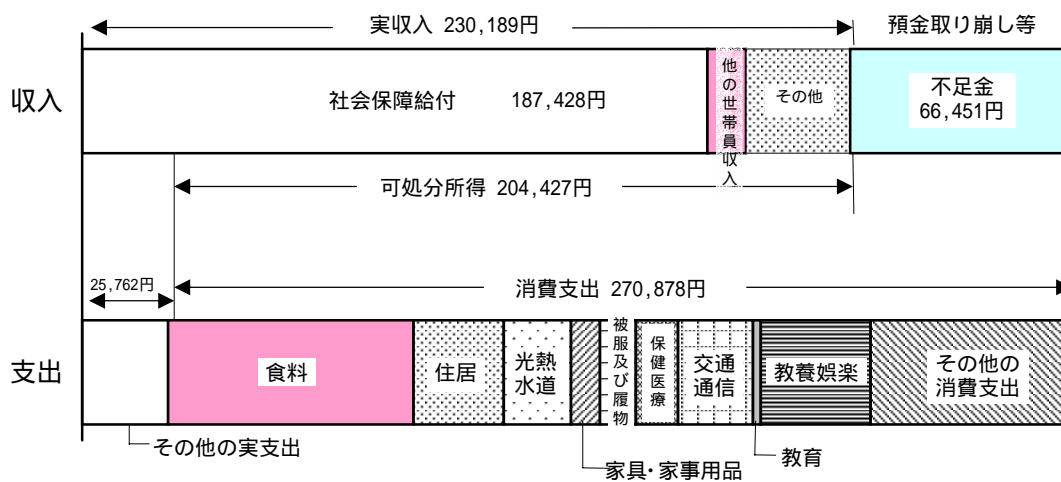 実収入 230,189円
預金取り崩し等
収入
社会保障給付 187,428円
他の世帯員収入
その他
不足金
66,451円
可処分所得 204,427円
25,762円
消費支出 270,878円
支出
食料
住居
光熱
水道
被服及び履物
保健医療
交通
通信
教養娯楽
その他の
消費支出
その他の実支出
家具・家事用品
教育